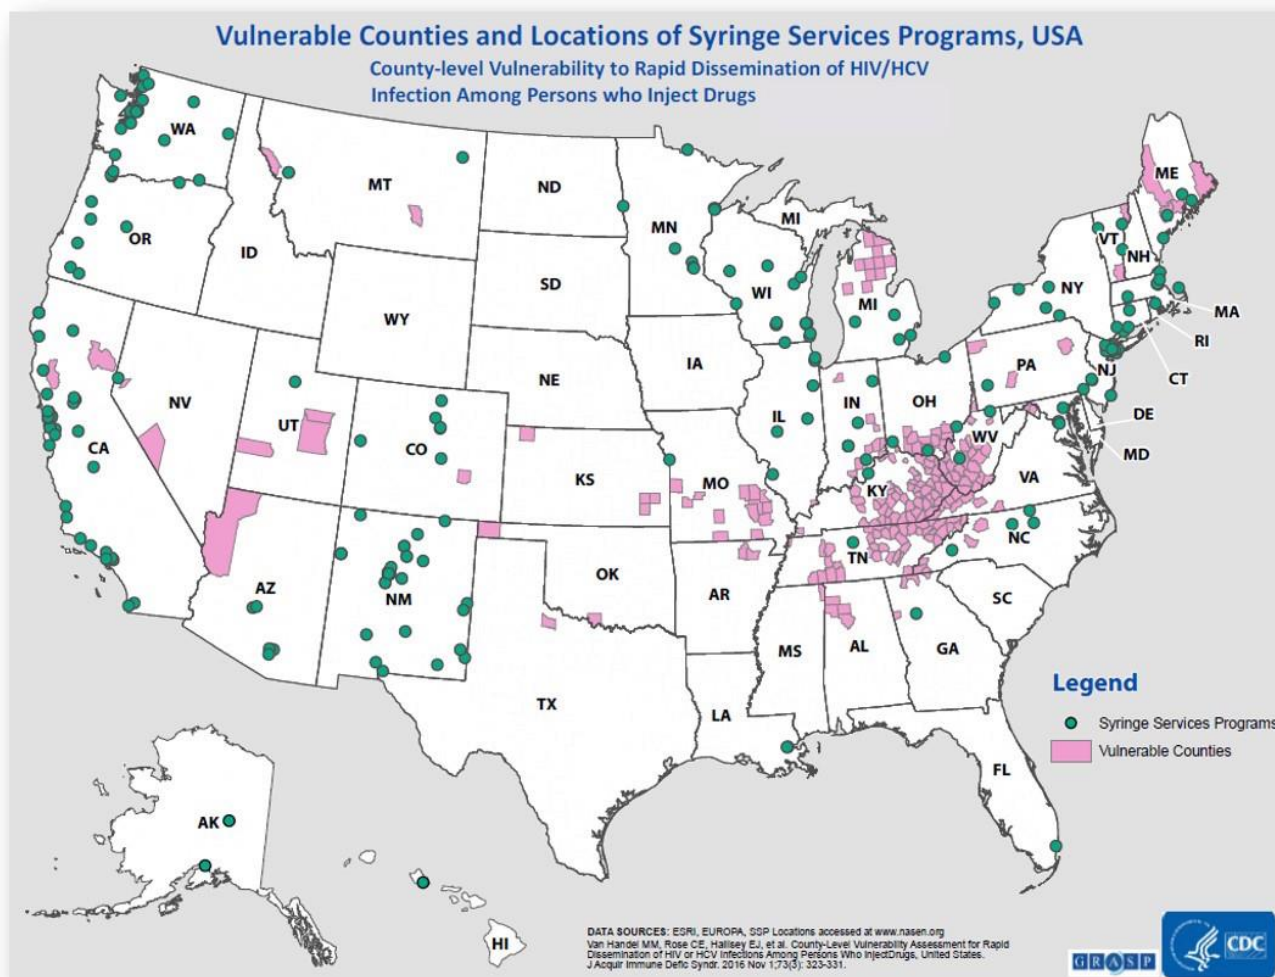 Vulnerable Counties and Locations of Syringe Services Programs, USA
County-level Vulnerability to Rapid Dissemination of HIV/HCV
Infection Among Persons who Inject Drugs
WA
MT
ND
MN
MI
ME
OR
ID
SD
WI
MI
NY
VT
NH
MA
RI
CT
WY
IA
NE
PA
NJ
NV
UT
CO
IL
IN
OH
WV
DE
MD
CA
KS
MO
KY
VA
AZ
NM
OK
AR
TN
NC
SC
MS
AL
GA
TX
LA
FL
AK
HI
Legend
Syringe Services Programs
Vulnerable Counties
DATA SOURCES: ESRI, EUROPA, SSP Locations accessed at www.nasen.org
Van Handel MM, Rose CE, Hallisey EJ, et al. County-Level Vulnerability Assessment for Rapid
Dissemination of HIV or HCV Infections Among Persons Who InjectDrugs, United States.
J Acquir Immune Defic Syndr. 2016 Nov 1;73(3): 323-331.
GRASP
CDC